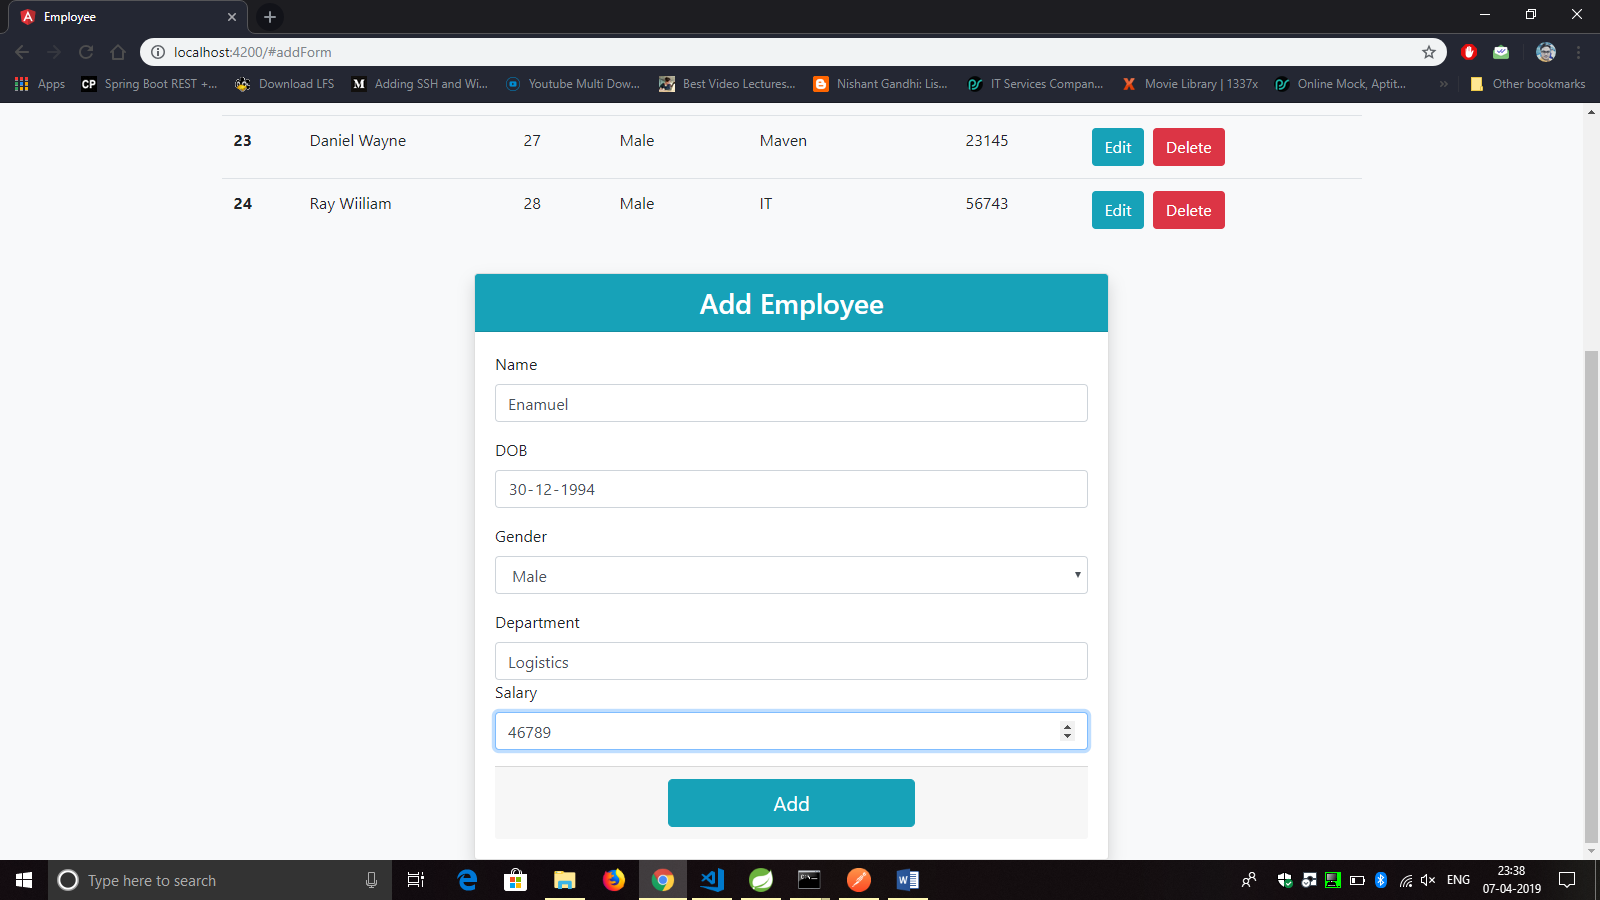 Employee
localhost:4200/#addForm
Apps CP Spring Boot REST +... Download LFS M Adding SSH and Wi... Youtube Multi Dow... Best Video Lectures... Nishant Gandhi: Lis... IT Services Compan... X Movie Library | 1337x Online Mock, Aptit... » Other bookmarks
23 Daniel Wayne 27 Male Maven 23145 Edit Delete
24 Ray Wiiliam 28 Male IT 56743 Edit Delete
Add Employee
Name
Enamuel
DOB
30-12-1994
Gender
Male
Department
Logistics
Salary
46789
Add
Type here to search
ENG
23:38
07-04-2019